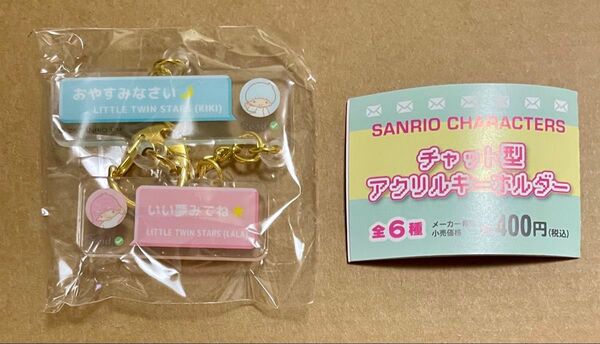 おやすみなさい
LITTLE TWIN STARS (KIKI)
いい夢みてね
LITTLE TWIN STARS (LALA)
SANRIO CHARACTERS
チャット型
アクリルキーホルダー
全6種
メーカー
小売価格
400円(税込)